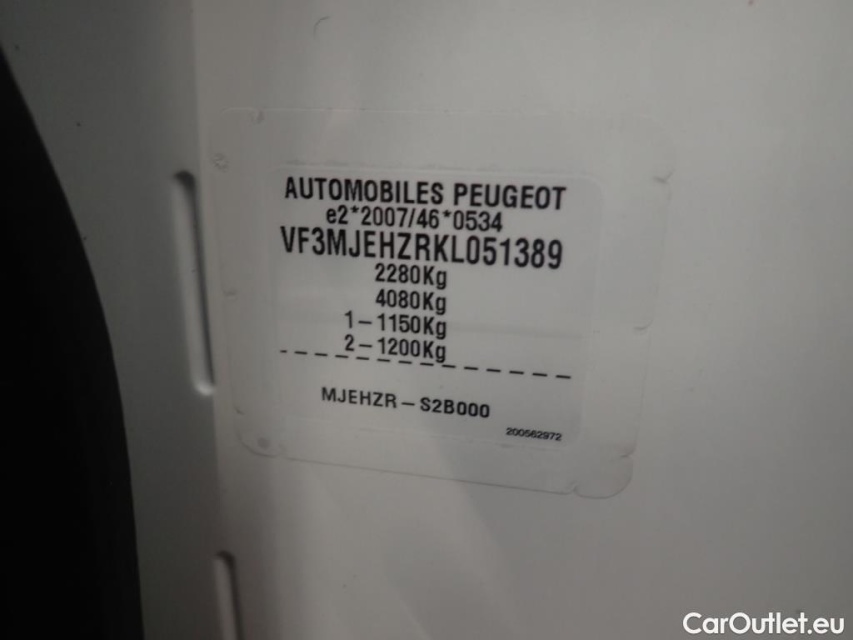 AUTOMOBILES PEUGEOT
e2*2007/46*0534
VF3MJEHZRKL051389
2280Kg
4080Kg
1-1150Kg
2-1200Kg
MJEHZR-S2B000
200562972
CarOutlet.eu